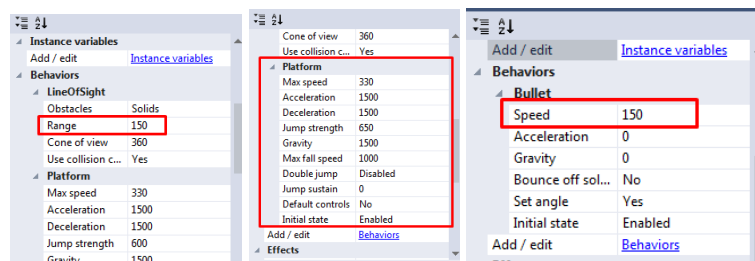 Instance variables
Add / edit Instance variables
Behaviors
LineOfSight
Obstacles Solids
Range 150
Cone of view 360
Use collision c... Yes
Platform
Max speed 330
Acceleration 1500
Deceleration 1500
Jump strength 600
Gravity 1500
Cone of view 360
Use collision c... Yes
Platform
Max speed 330
Acceleration 1500
Deceleration 1500
Jump strength 650
Gravity 1500
Max fall speed 1000
Double jump Disabled
Jump sustain 0
Default controls No
Initial state Enabled
Add / edit Behaviors
Effects
Add / edit Instance variables
Behaviors
Bullet
Speed 150
Acceleration 0
Gravity 0
Bounce off sol... No
Set angle Yes
Initial state Enabled
Add / edit Behaviors